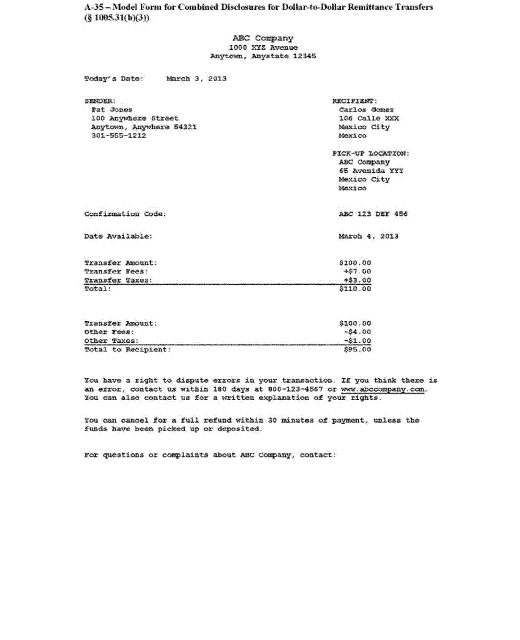 A-35 – Model Form for Combined Disclosures for Dollar-to-Dollar Remittance Transfers
(§ 1005.31(b)(3))
ABC Company
1000 XYZ Avenue
Anytown, Anystate 12345
Today's Date: March 3, 2013
SENDER:
Pat Jones
100 Anywhere Street
Anytown, Anywhere 54321
301-555-1212
RECIPIENT:
Carlos Gomez
106 Calle XXX
Mexico City
Mexico
PICK-UP LOCATION:
ABC Company
65 Avenida YYY
Mexico City
Mexico
Confirmation Code: ABC 123 DEF 456
Date Available: March 4, 2013
Transfer Amount: $100.00
Transfer Fees: +$7.00
Transfer Taxes: +$3.00
Total: $110.00
Transfer Amount: $100.00
Other Fees: -$4.00
Other Taxes: -$1.00
Total to Recipient: $95.00
You have a right to dispute errors in your transaction. If you think there is
an error, contact us within 180 days at 800-123-4567 or www.abccompany.com.
You can also contact us for a written explanation of your rights.
You can cancel for a full refund within 30 minutes of payment, unless the
funds have been picked up or deposited.
For questions or complaints about ABC Company, contact: